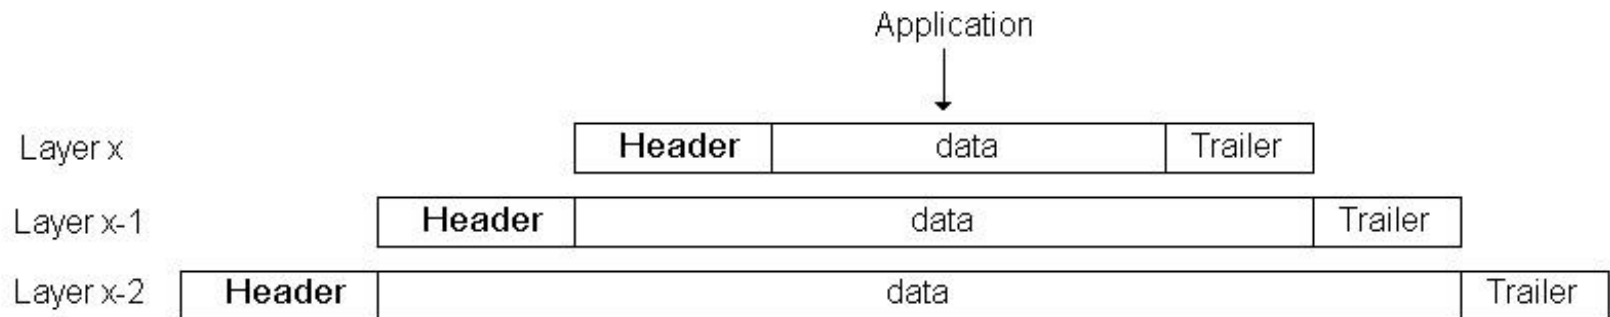 Application
Layer x Header data Trailer
Layer x-1 Header data Trailer
Layer x-2 Header data Trailer